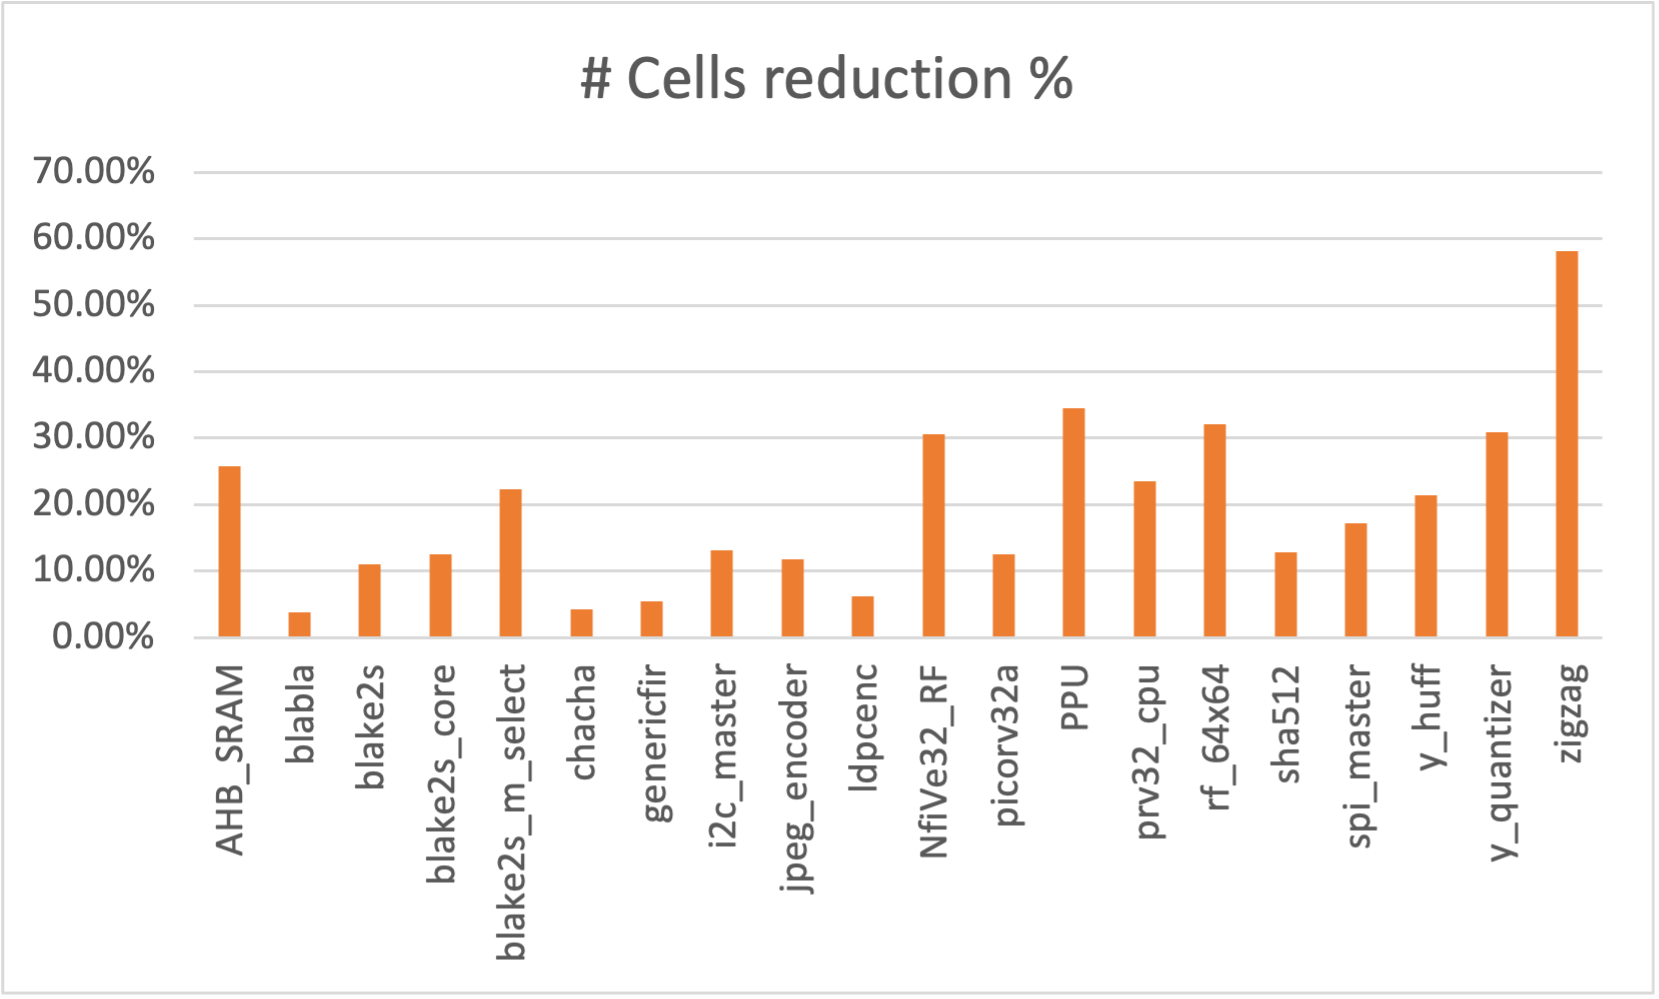 # Cells reduction %
70.00%
60.00%
50.00%
40.00%
30.00%
20.00%
10.00%
0.00%
AHB_SRAM
blabla
blake2s
blake2s_core
blake2s_m_select
chacha
genericfir
i2c_master
jpeg_encoder
ldpcenc
NfiVe32_RF
picorv32a
PPU
prv32_cpu
rf_64x64
sha512
spi_master
y_huff
y_quantizer
zigzag